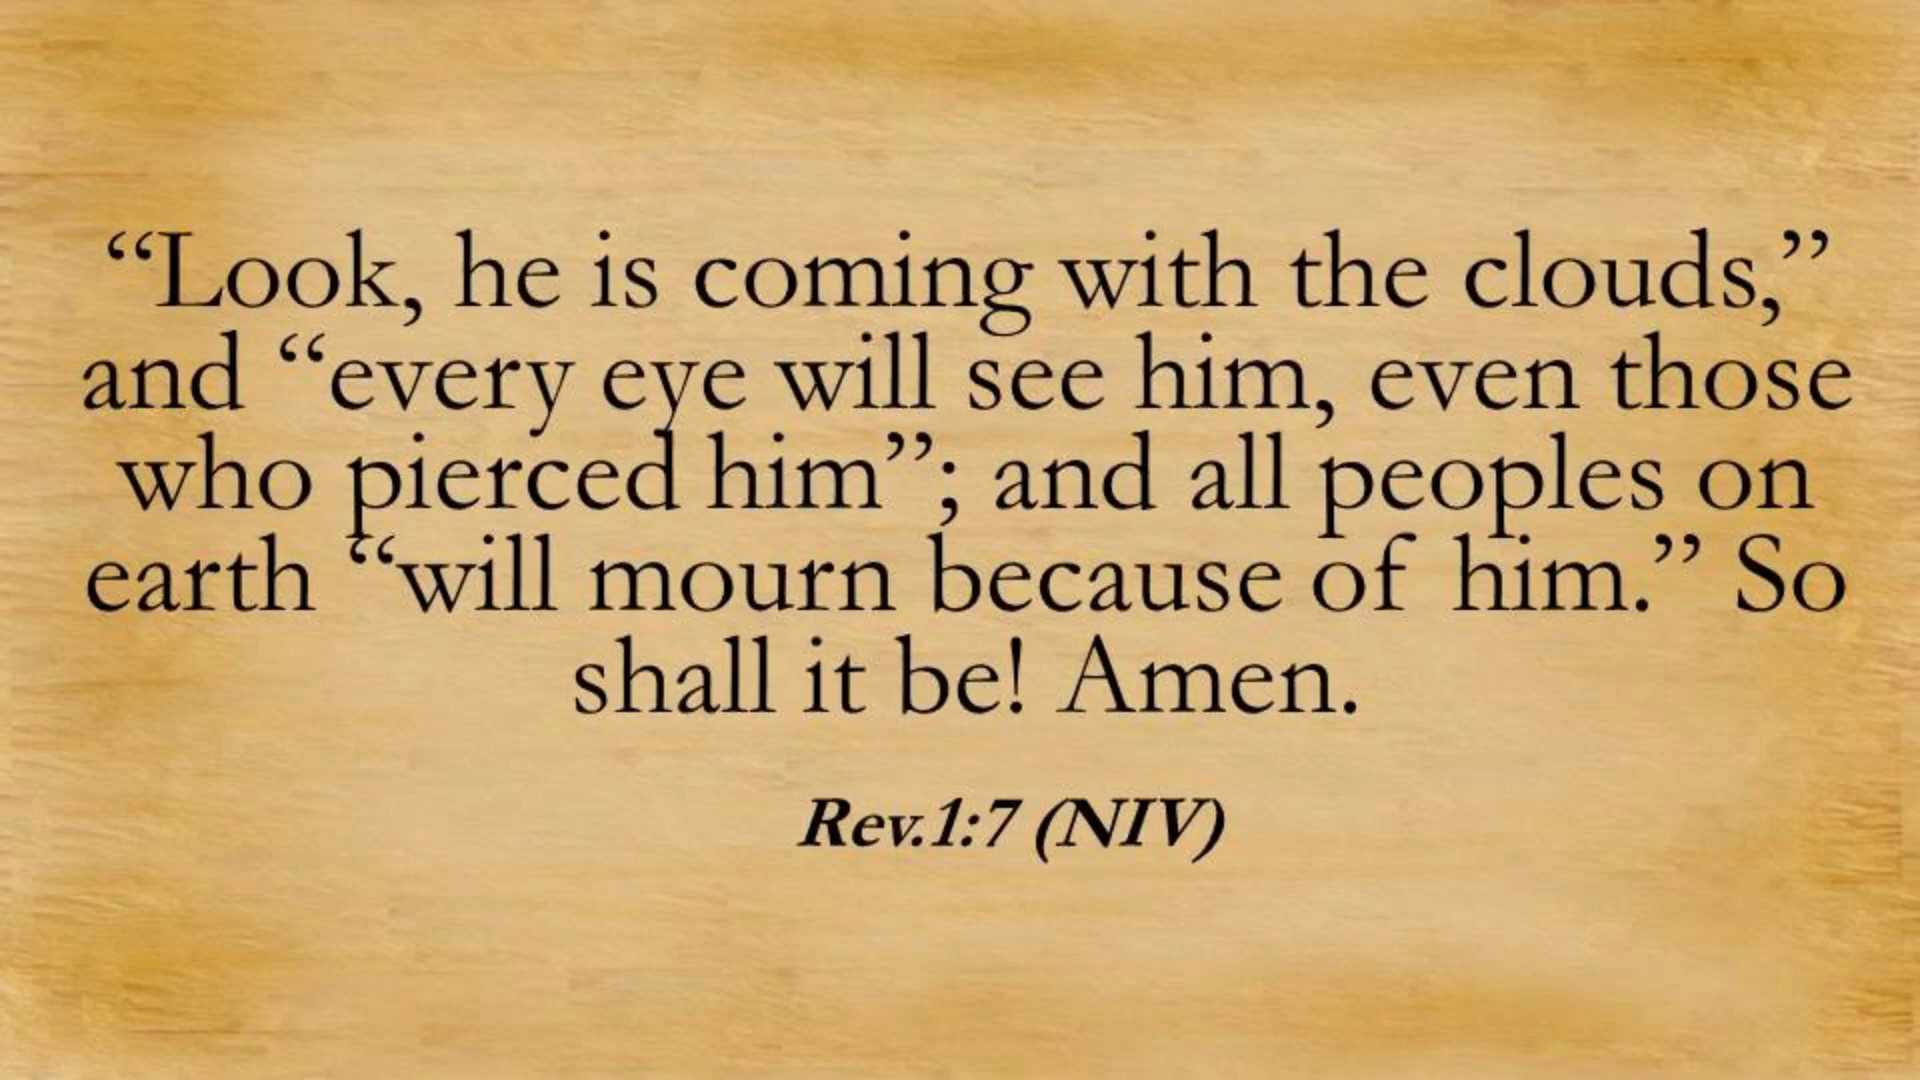 “Look, he is coming with the clouds,”
and “every eye will see him, even those
who pierced him”; and all peoples on
earth “will mourn because of him.” So
shall it be! Amen.
Rev.1:7 (NIV)